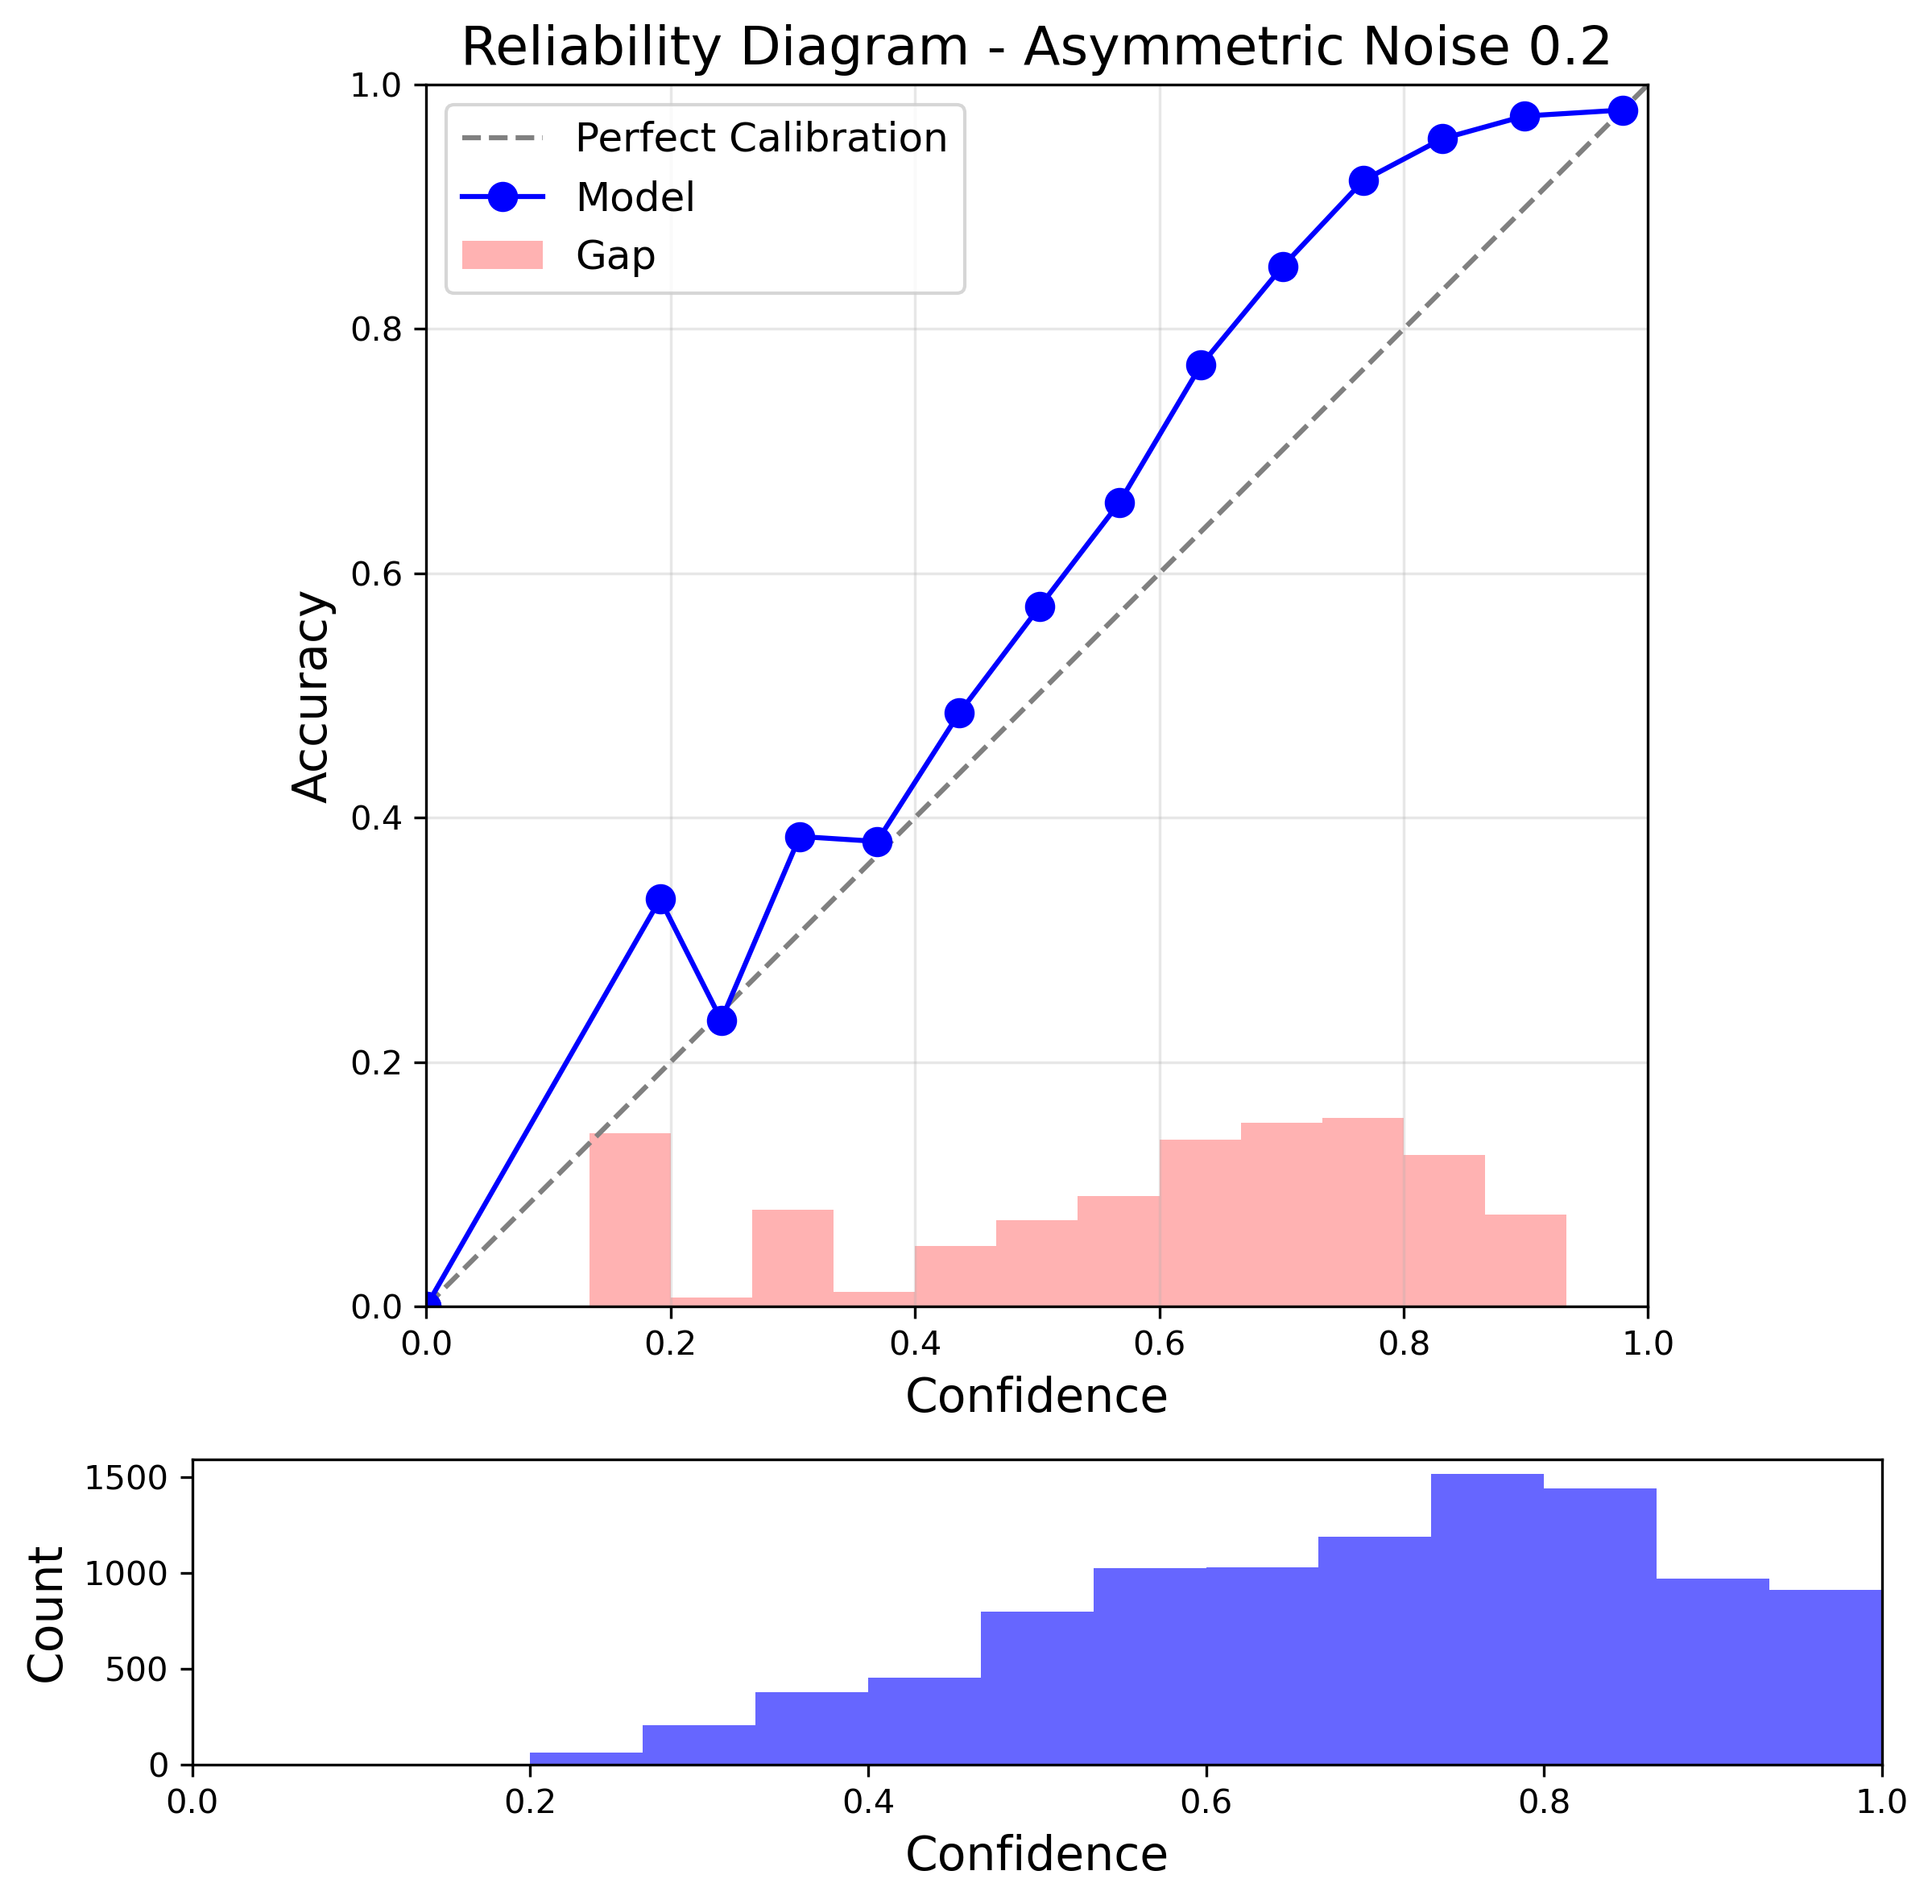 Reliability Diagram - Asymmetric Noise 0.2
1.0
0.8
0.6
0.4
0.2
0.0
Accuracy
Perfect Calibration
Model
Gap
0.0 0.2 0.4 0.6 0.8 1.0
Confidence
1500
1000
500
0
Count
0.0 0.2 0.4 0.6 0.8 1.0
Confidence